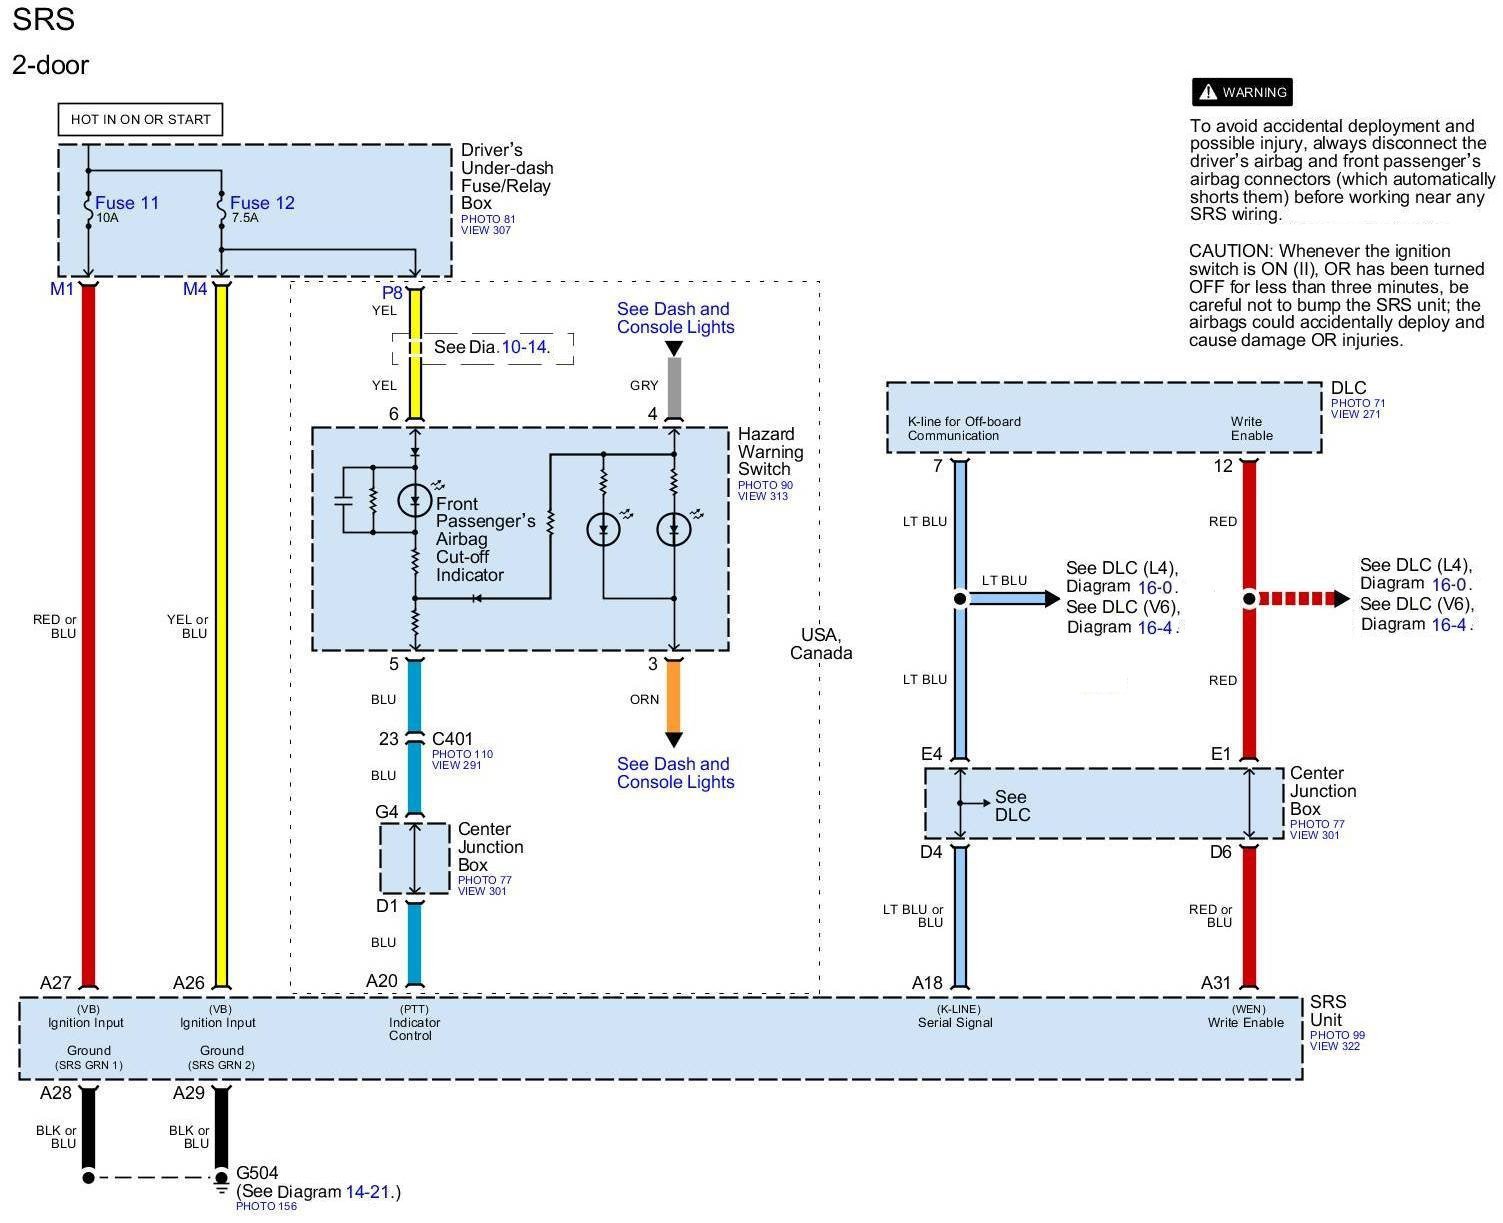 SRS
2-door
HOT IN ON OR START
Driver's
Under-dash
Fuse/Relay
Box
PHOTO 81
VIEW 307
Fuse 11
10A
Fuse 12
7.5A
M1
M4
P8
YEL
See Dia.10-14.
YEL
6
See Dash and
Console Lights
GRY
4
WARNING
To avoid accidental deployment and
possible injury, always disconnect the
driver's airbag and front passenger's
airbag connectors (which automatically
shorts them) before working near any
SRS wiring.
CAUTION: Whenever the ignition
switch is ON (II), OR has been turned
OFF for less than three minutes, be
careful not to bump the SRS unit; the
airbags could accidentally deploy and
cause damage OR injuries.
Hazard
Warning
Switch
PHOTO 90
VIEW 313
Front
Passenger's
Airbag
Cut-off
Indicator
USA,
Canada
RED or
BLU
YEL or
BLU
5
BLU
23
C401
PHOTO 110
VIEW 291
BLU
G4
Center
Junction
Box
PHOTO 77
VIEW 301
D1
BLU
3
ORN
See Dash and
Console Lights
DLC
PHOTO 71
VIEW 271
K-line for Off-board
Communication
Write
Enable
7
12
LT BLU
RED
LT BLU
See DLC (L4),
Diagram 16-0.
See DLC (V6),
Diagram 16-4.
See DLC (L4),
Diagram 16-0.
See DLC (V6),
Diagram 16-4.
LT BLU
RED
E4
E1
See
DLC
Center
Junction
Box
PHOTO 77
VIEW 301
D4
D6
LT BLU or
BLU
RED or
BLU
A27
A26
A20
A18
A31
(VB)
Ignition Input
(VB)
Ignition Input
(PTT)
Indicator
Control
(K-LINE)
Serial Signal
(WEN)
Write Enable
SRS
Unit
PHOTO 99
VIEW 322
Ground
(SRS GRN 1)
Ground
(SRS GRN 2)
A28
A29
BLK or
BLU
BLK or
BLU
G504
(See Diagram 14-21.)
PHOTO 156